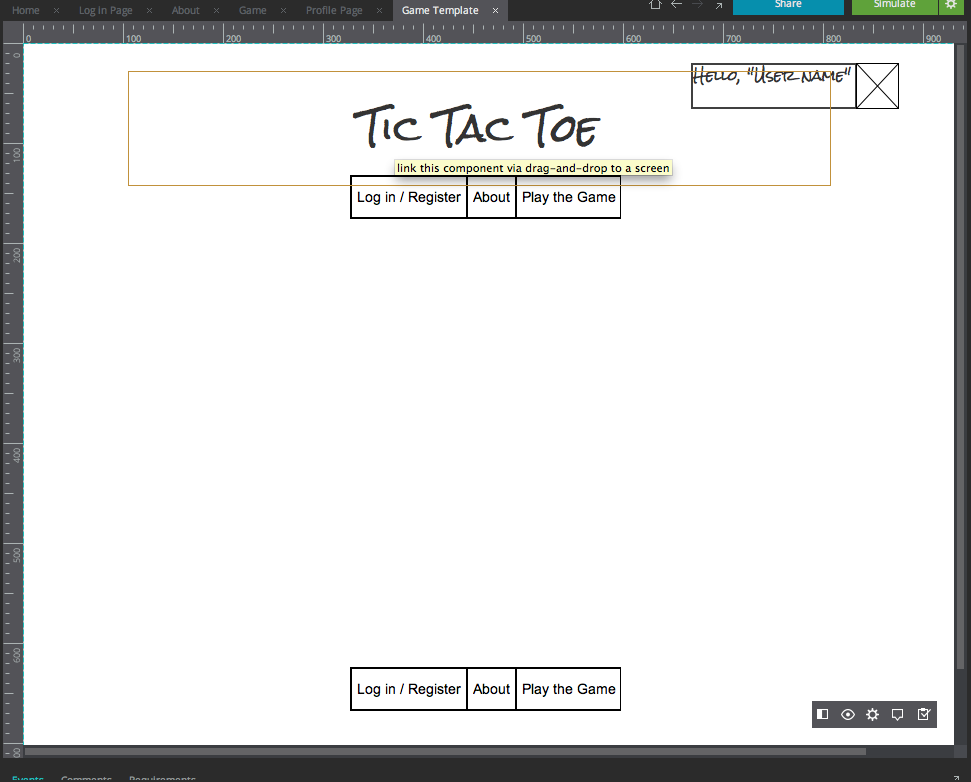 Home Log In Page About Game Profile Page Game Template
Share Simulate
0 100 200 300 400 500 600 700 800 900
Hello, "User name"
Tic Tac Toe
link this component via drag-and-drop to a screen
Log in / Register About Play the Game
0
100
200
300
400
500
600
Log in / Register About Play the Game
Events Comments Requirements